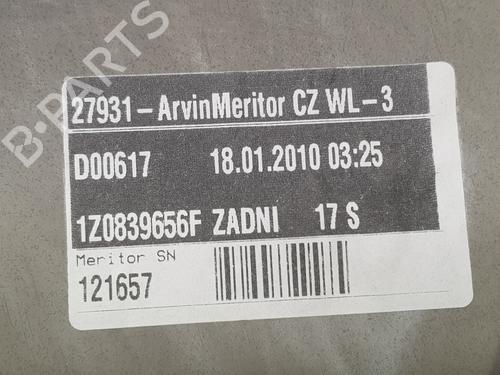 B-PARTS
27931-ArvinMeritor CZ WL-3
D00617 18.01.2010 03:25
1Z0839656F ZADNI 17 S
Meritor SN
121657